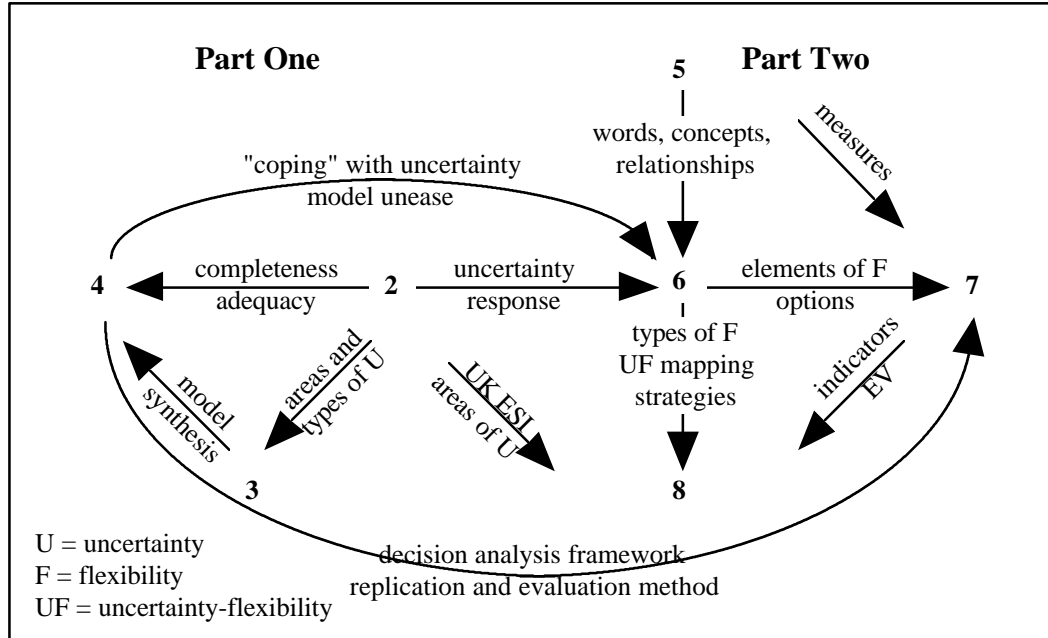 Part One
Part Two
5
words, concepts,
relationships
measures
"coping" with uncertainty
model unease
4
completeness
adequacy
2
uncertainty
response
6
elements of F
options
7
types of F
UF mapping
strategies
areas and
types of U
UK ESI
areas of U
indicators
EV
model
synthesis
3
8
decision analysis framework
replication and evaluation method
U = uncertainty
F = flexibility
UF = uncertainty-flexibility